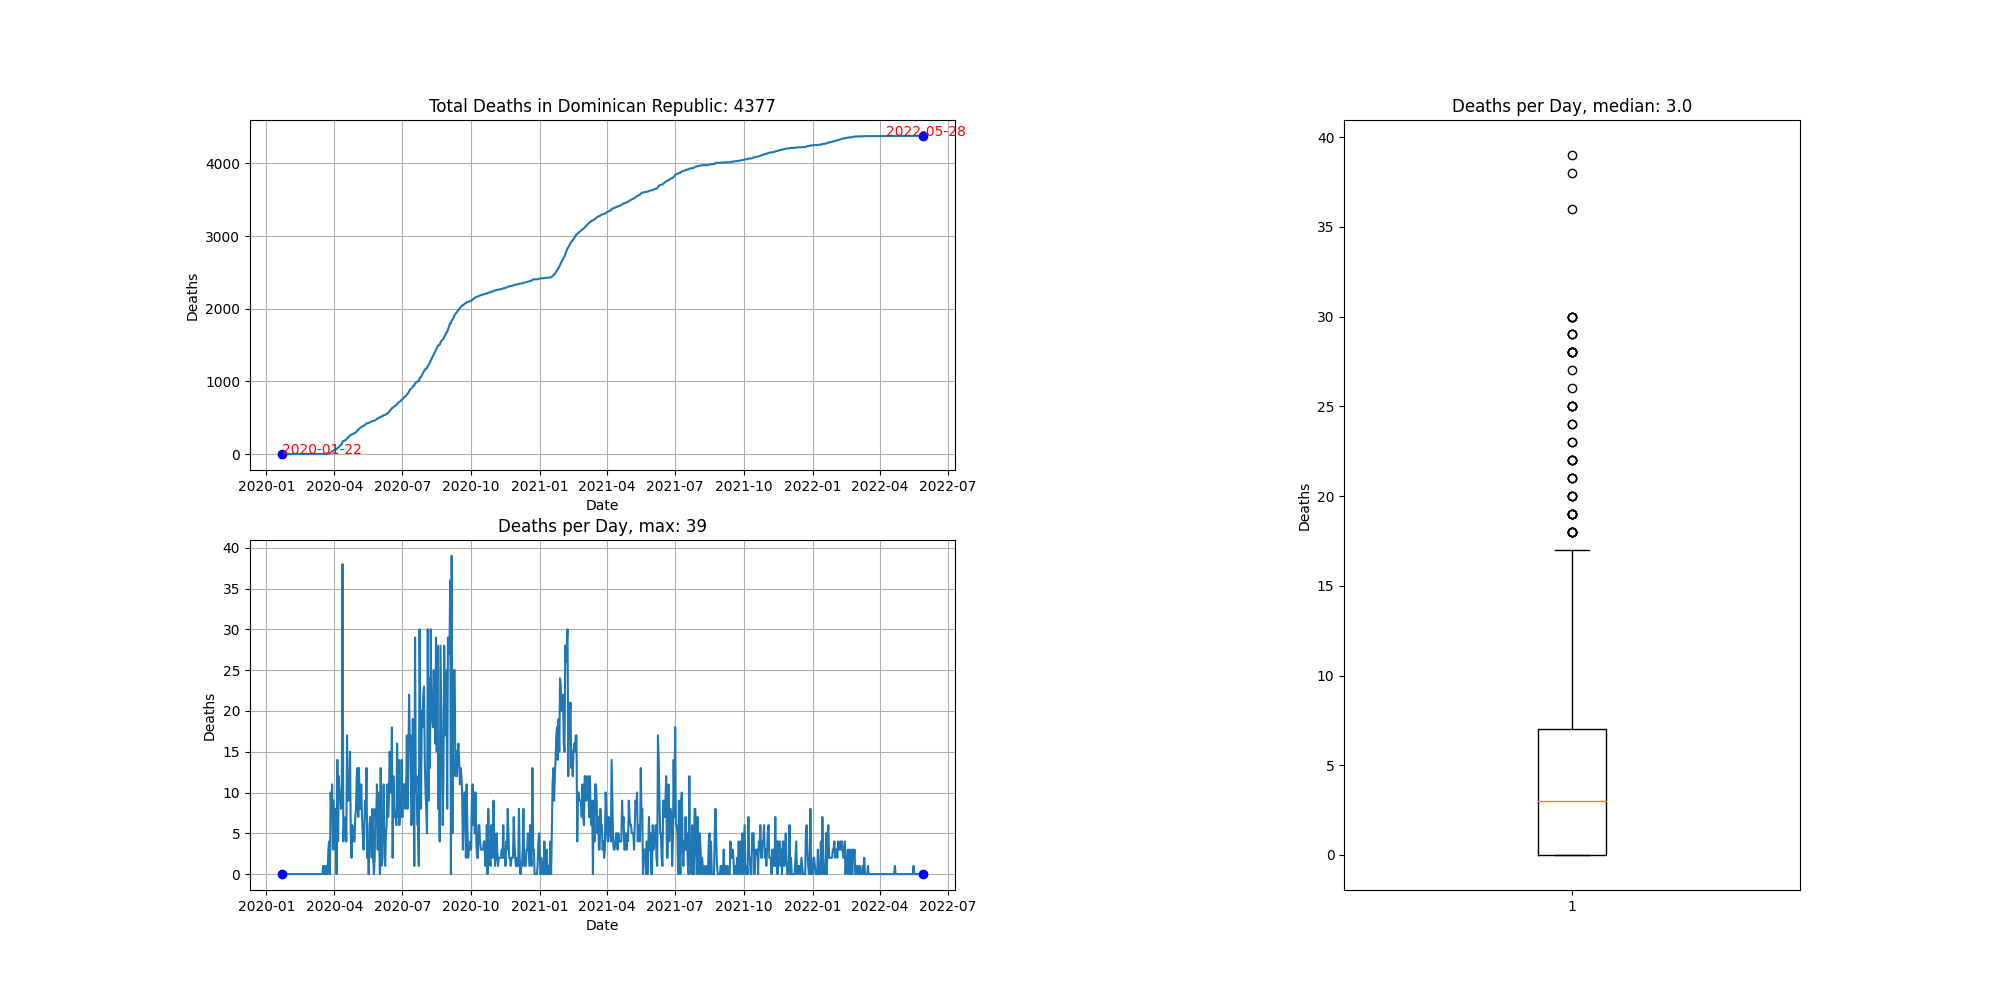 Total Deaths in Dominican Republic: 4377
Deaths
4000
3000
2000
1000
0
2022-05-28
2020-01-22
2020-01 2020-04 2020-07 2020-10 2021-01 2021-04 2021-07 2021-10 2022-01 2022-04 2022-07
Date
Deaths per Day, max: 39
Deaths
40
35
30
25
20
15
10
5
0
2020-01 2020-04 2020-07 2020-10 2021-01 2021-04 2021-07 2021-10 2022-01 2022-04 2022-07
Date
Deaths per Day, median: 3.0
Deaths
40
35
30
25
20
15
10
5
0
1